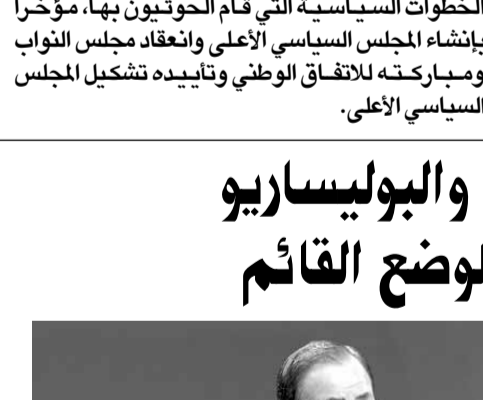 الخطوات السياسية التي قام الحوثيون بها، مؤخرا
بإنشاء المجلس السياسي الأعلى وانعقاد مجلس النواب
ومباركته للاتفاق الوطني وتأييده تشكيل المجلس
السياسي الأعلى.
والبوليساريو
لوضع القائم